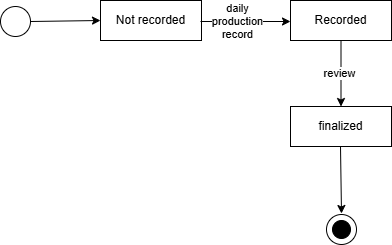 Not recorded
daily
production
record
Recorded
review
finalized